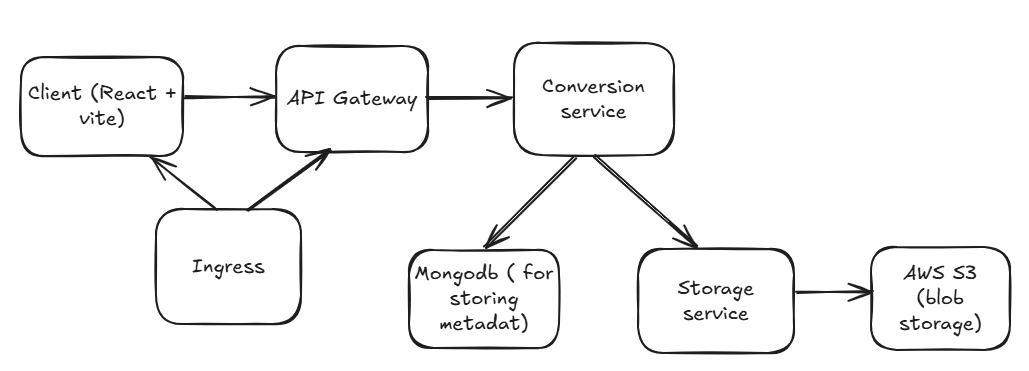 Client (React +
vite)
API Gateway
Conversion
service
Ingress
Mongodb ( for
storing
metadat)
Storage
service
AWS S3
(blob
storage)